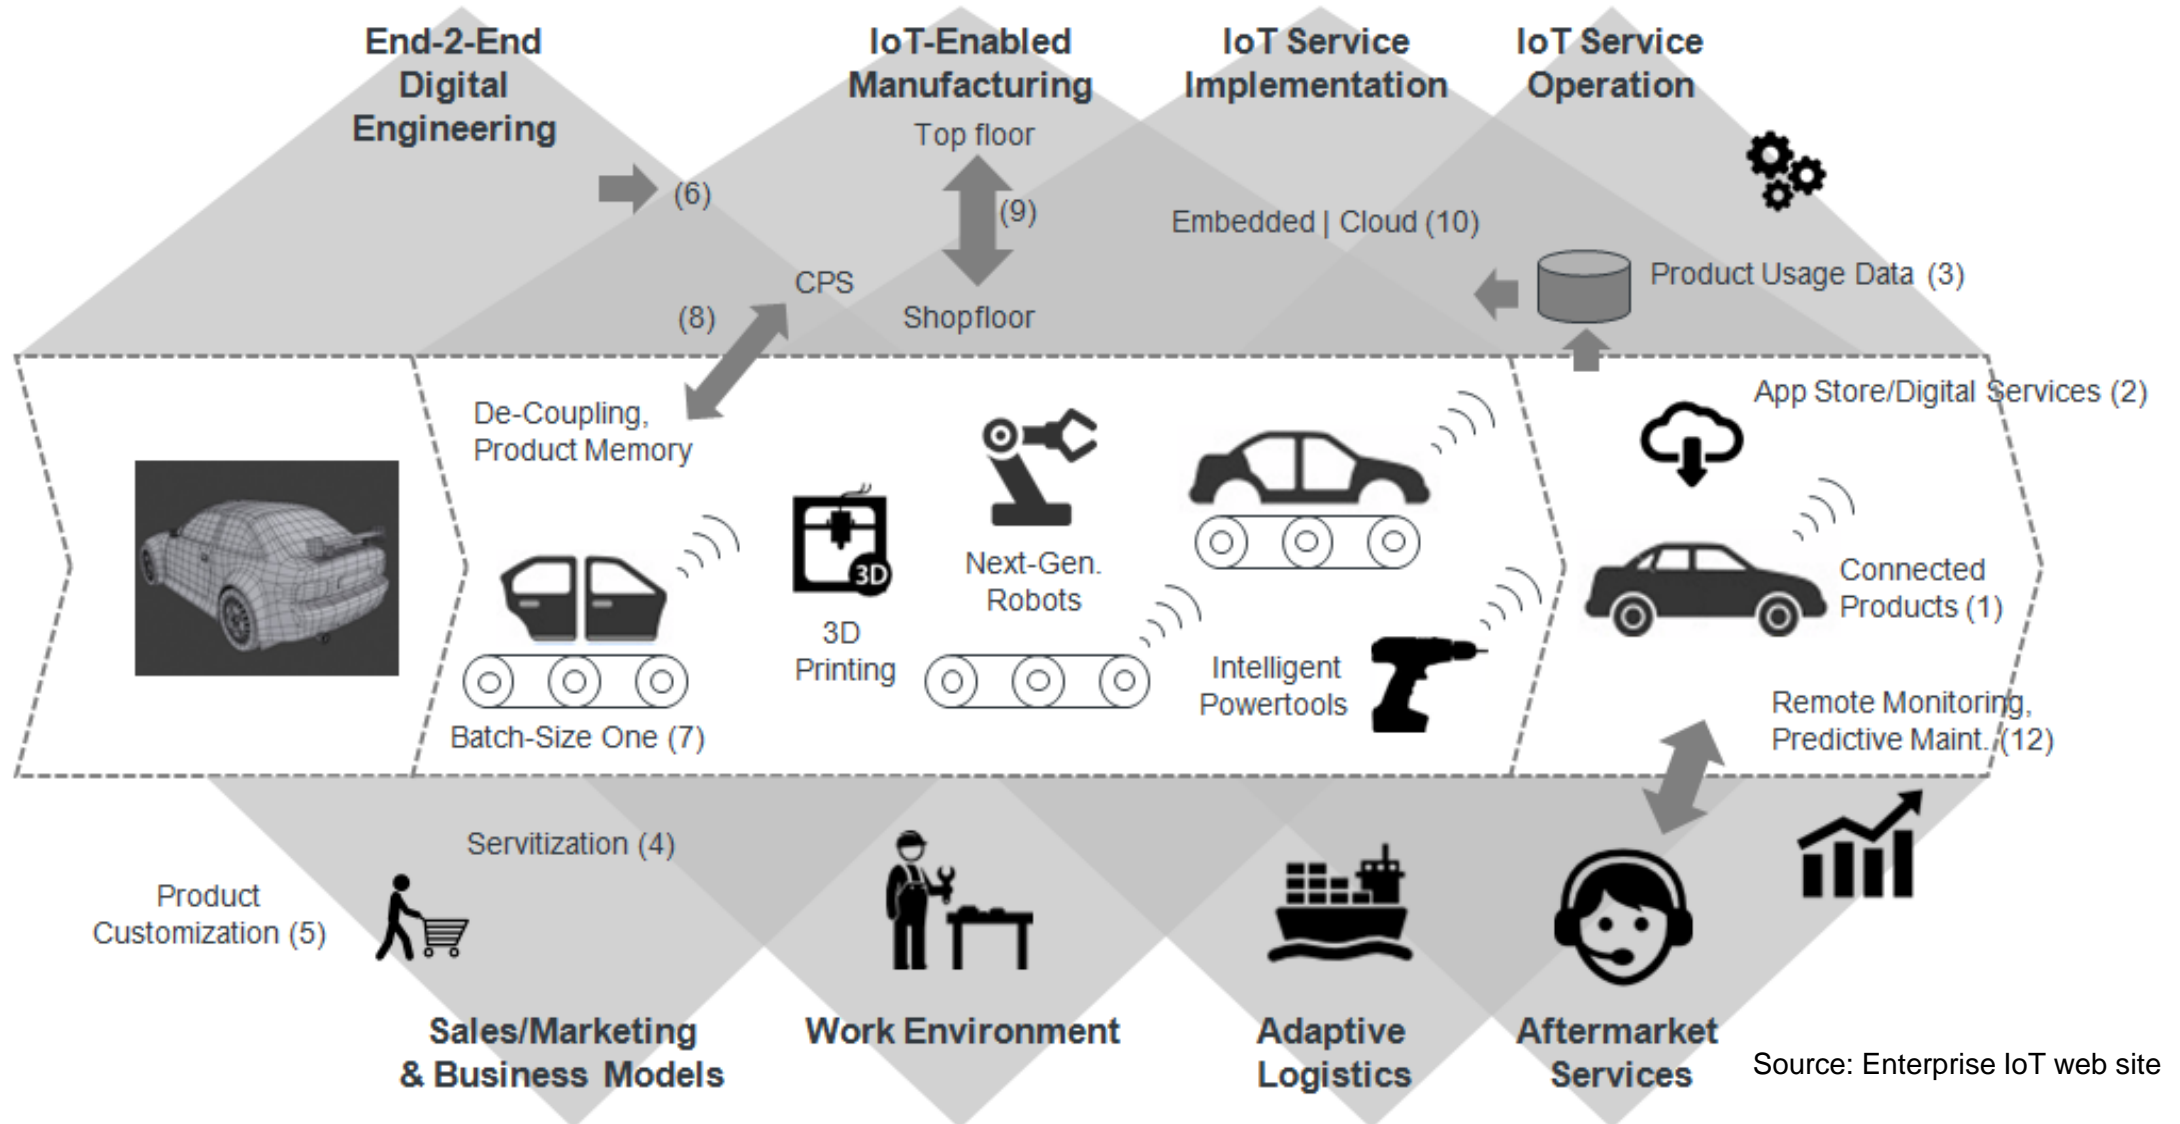 End-2-End
Digital
Engineering
IoT-Enabled
Manufacturing
IoT Service
Implementation
IoT Service
Operation
Top floor
(6)
(9)
Embedded | Cloud (10)
CPS
Product Usage Data (3)
(8)
Shopfloor
De-Coupling,
Product Memory
App Store/Digital Services (2)
3D
Next-Gen.
Robots
Connected
Products (1)
3D
Printing
Intelligent
Powertools
Batch-Size One (7)
Remote Monitoring,
Predictive Maint. (12)
Servitization (4)
Product
Customization (5)
Sales/Marketing
& Business Models
Work Environment
Adaptive
Logistics
Aftermarket
Services
Source: Enterprise IoT web site